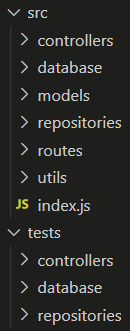 src
controllers
database
models
repositories
routes
utils
JS index.js
tests
controllers
database
repositories